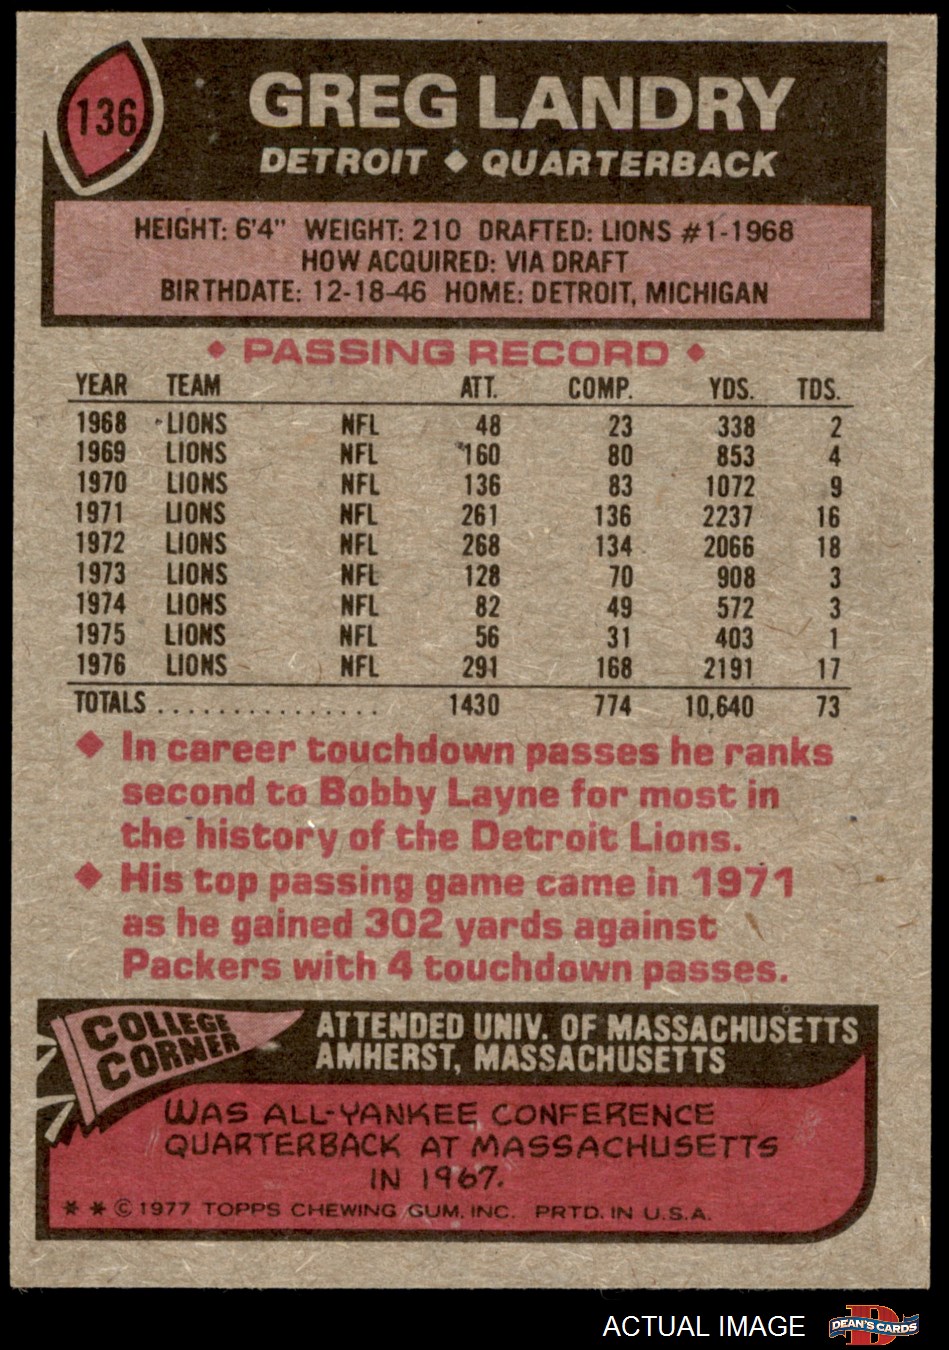 136
GREG LANDRY
DETROIT ◆ QUARTERBACK
HEIGHT: 6'4" WEIGHT: 210 DRAFTED: LIONS #1-1968
HOW ACQUIRED: VIA DRAFT
BIRTHDATE: 12-18-46 HOME: DETROIT, MICHIGAN
◆ PASSING RECORD ◆
YEAR TEAM ATT. COMP. YDS. TDS.
1968 LIONS NFL 48 23 338 2
1969 LIONS NFL 160 80 853 4
1970 LIONS NFL 136 83 1072 9
1971 LIONS NFL 261 136 2237 16
1972 LIONS NFL 268 134 2066 18
1973 LIONS NFL 128 70 908 3
1974 LIONS NFL 82 49 572 3
1975 LIONS NFL 56 31 403 1
1976 LIONS NFL 291 168 2191 17
TOTALS . . . . . . . . . . . . . . . 1430 774 10,640 73
◆ In career touchdown passes he ranks
second to Bobby Layne for most in
the history of the Detroit Lions.
◆ His top passing game came in 1971
as he gained 302 yards against
Packers with 4 touchdown passes.
COLLEGE
CORNER
ATTENDED UNIV. OF MASSACHUSETTS
AMHERST, MASSACHUSETTS
WAS ALL-YANKEE CONFERENCE
QUARTERBACK AT MASSACHUSETTS
IN 1967.
* * © 1977 TOPPS CHEWING GUM, INC. PRTD. IN U.S.A.
ACTUAL IMAGE
D
DEAN'S CARDS